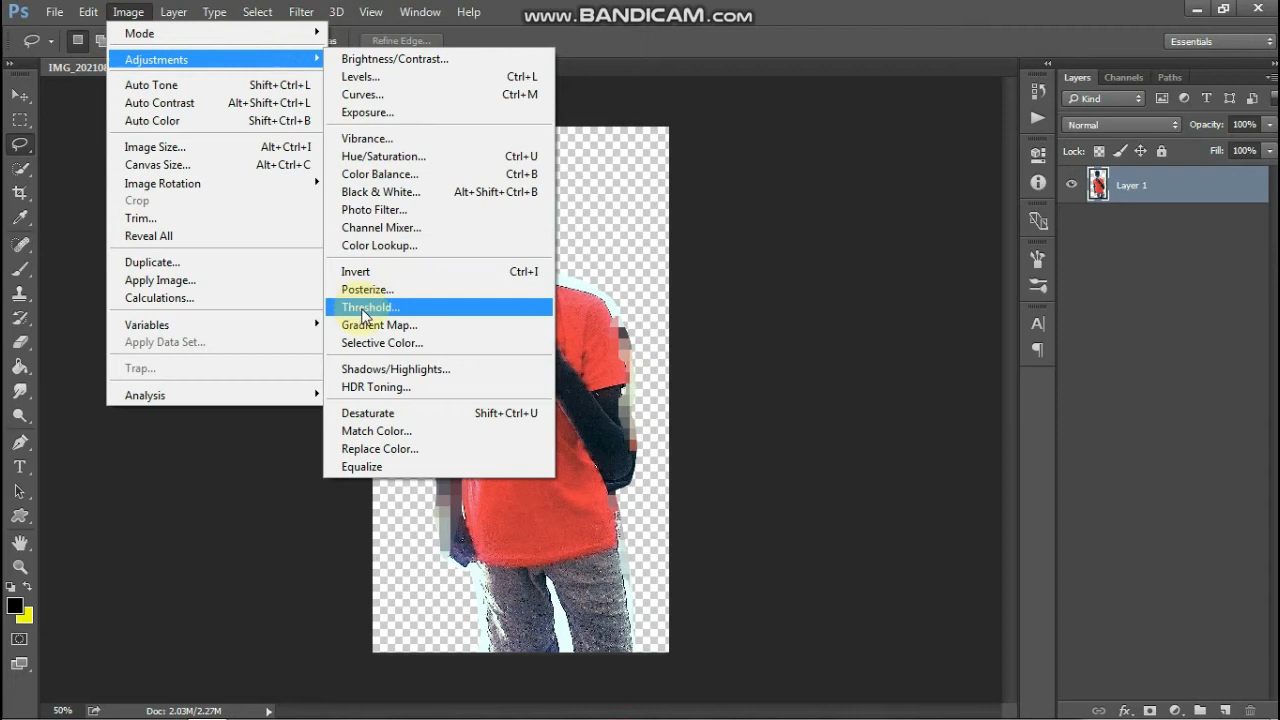 Ps File Edit Image Layer Type Select Filter 3D View Window Help
www.BANDICAM.com
Refine Edge...
Essentials
Mode
Adjustments
Auto Tone Shift+Ctrl+L
Auto Contrast Alt+Shift+Ctrl+L
Auto Color Shift+Ctrl+B
Image Size... Alt+Ctrl+I
Canvas Size... Alt+Ctrl+C
Image Rotation
Crop
Trim...
Reveal All
Duplicate...
Apply Image...
Calculations...
Variables
Apply Data Set...
Trap...
Analysis
Brightness/Contrast...
Levels... Ctrl+L
Curves... Ctrl+M
Exposure...
Vibrance...
Hue/Saturation... Ctrl+U
Color Balance... Ctrl+B
Black & White... Alt+Shift+Ctrl+B
Photo Filter...
Channel Mixer...
Color Lookup...
Invert Ctrl+I
Posterize...
Threshold...
Gradient Map...
Selective Color...
Shadows/Highlights...
HDR Toning...
Desaturate Shift+Ctrl+U
Match Color...
Replace Color...
Equalize
IMG_20210
Layers Channels Paths
Kind
Normal Opacity: 100%
Lock: Fill: 100%
Layer 1
50% Doc: 2.03M/2.27M